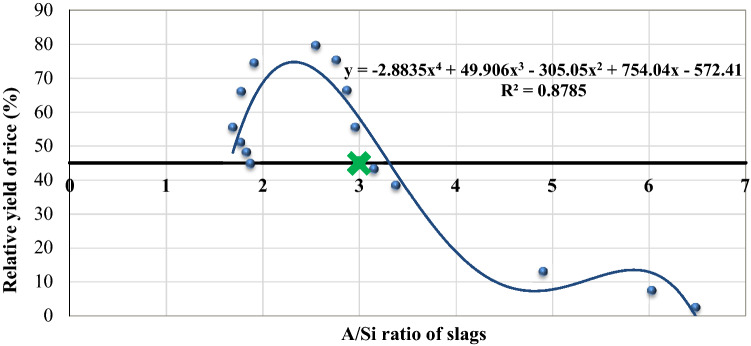 90
80
70
60
50
40
30
20
10
0
y = -2.8835x⁴ + 49.906x³ - 305.05x² + 754.04x - 572.41
R² = 0.8785
0 1 2 3 4 5 6 7
Relative yield of rice (%)
A/Si ratio of slags